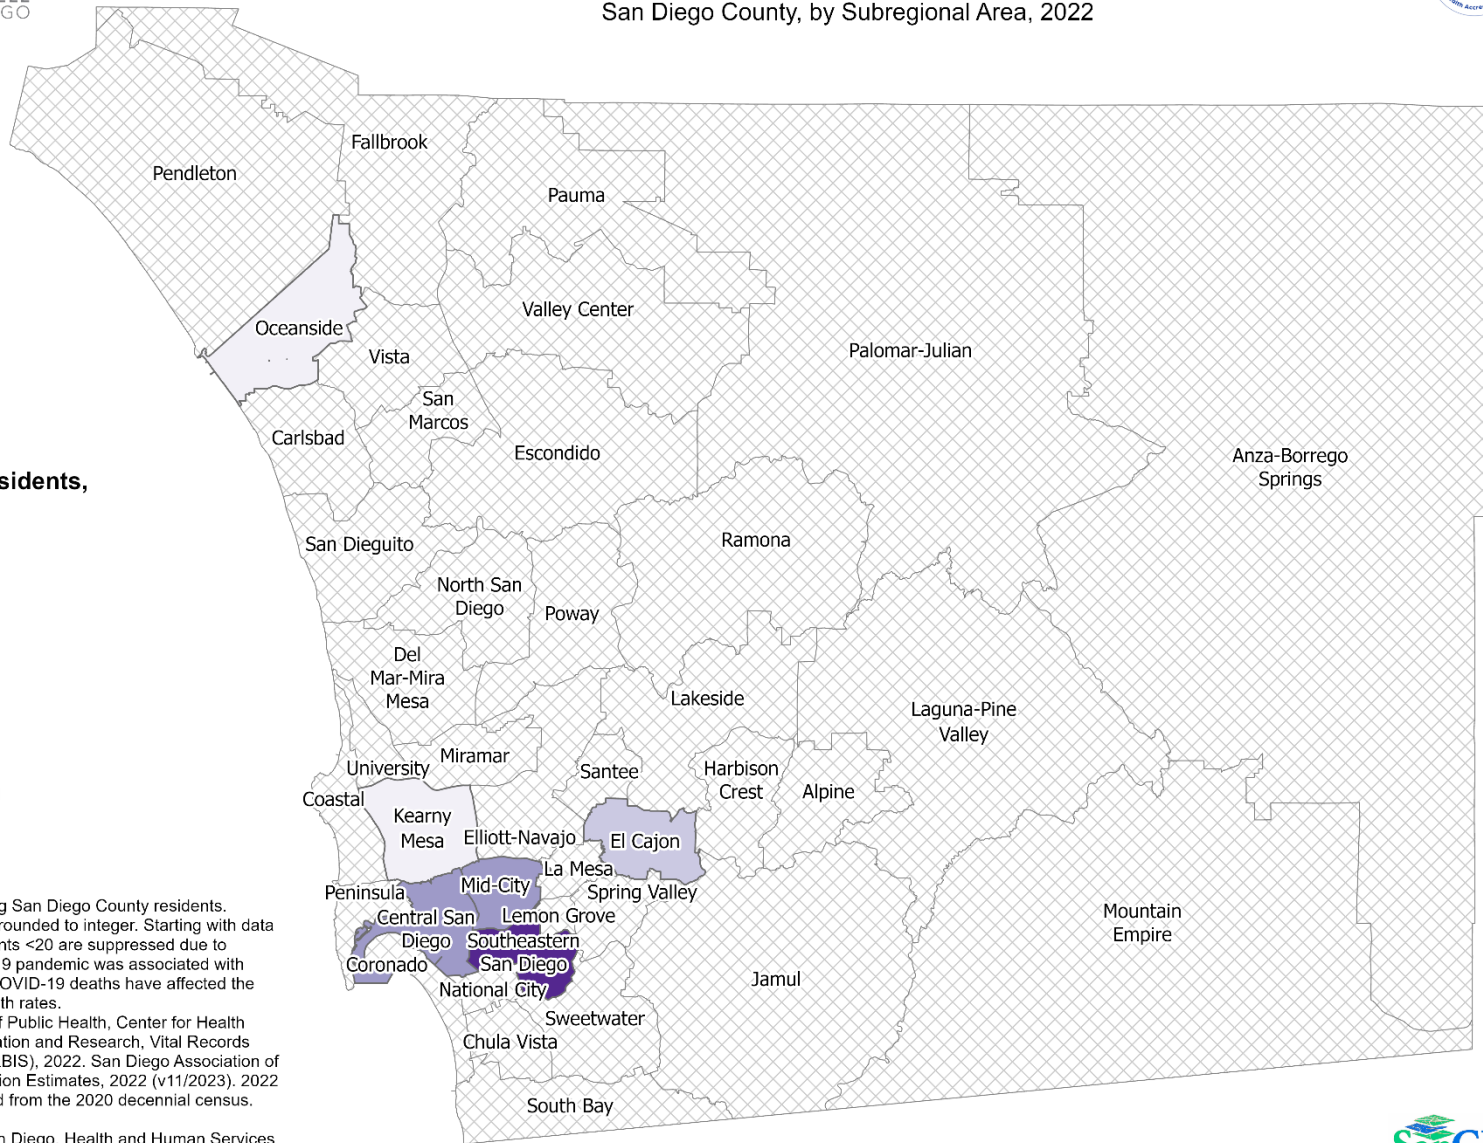 GO
San Diego County, by Subregional Area, 2022
Fallbrook
Pendleton
Pauma
Oceanside
Valley Center
Vista
Palomar-Julian
San
Marcos
Carlsbad
Escondido
Anza-Borrego
Springs
sidents,
San Dieguito
Ramona
North San
Diego
Poway
Del
Mar-Mira
Mesa
Lakeside
Laguna-Pine
Valley
Miramar
University
Santee
Harbison
Crest
Alpine
Coastal
Kearny
Mesa
Elliott-Navajo
El Cajon
La Mesa
Mid-City
Peninsula
Spring Valley
Central San
Diego
Lemon Grove
Southeastern
San Diego
Coronado
National City
Jamul
Mountain
Empire
Sweetwater
Chula Vista
South Bay
g San Diego County residents.
rounded to integer. Starting with data
nts <20 are suppressed due to
9 pandemic was associated with
OVID-19 deaths have affected the
th rates.
f Public Health, Center for Health
ation and Research, Vital Records
BIS), 2022. San Diego Association of
ion Estimates, 2022 (v11/2023). 2022
d from the 2020 decennial census.
n Diego, Health and Human Services